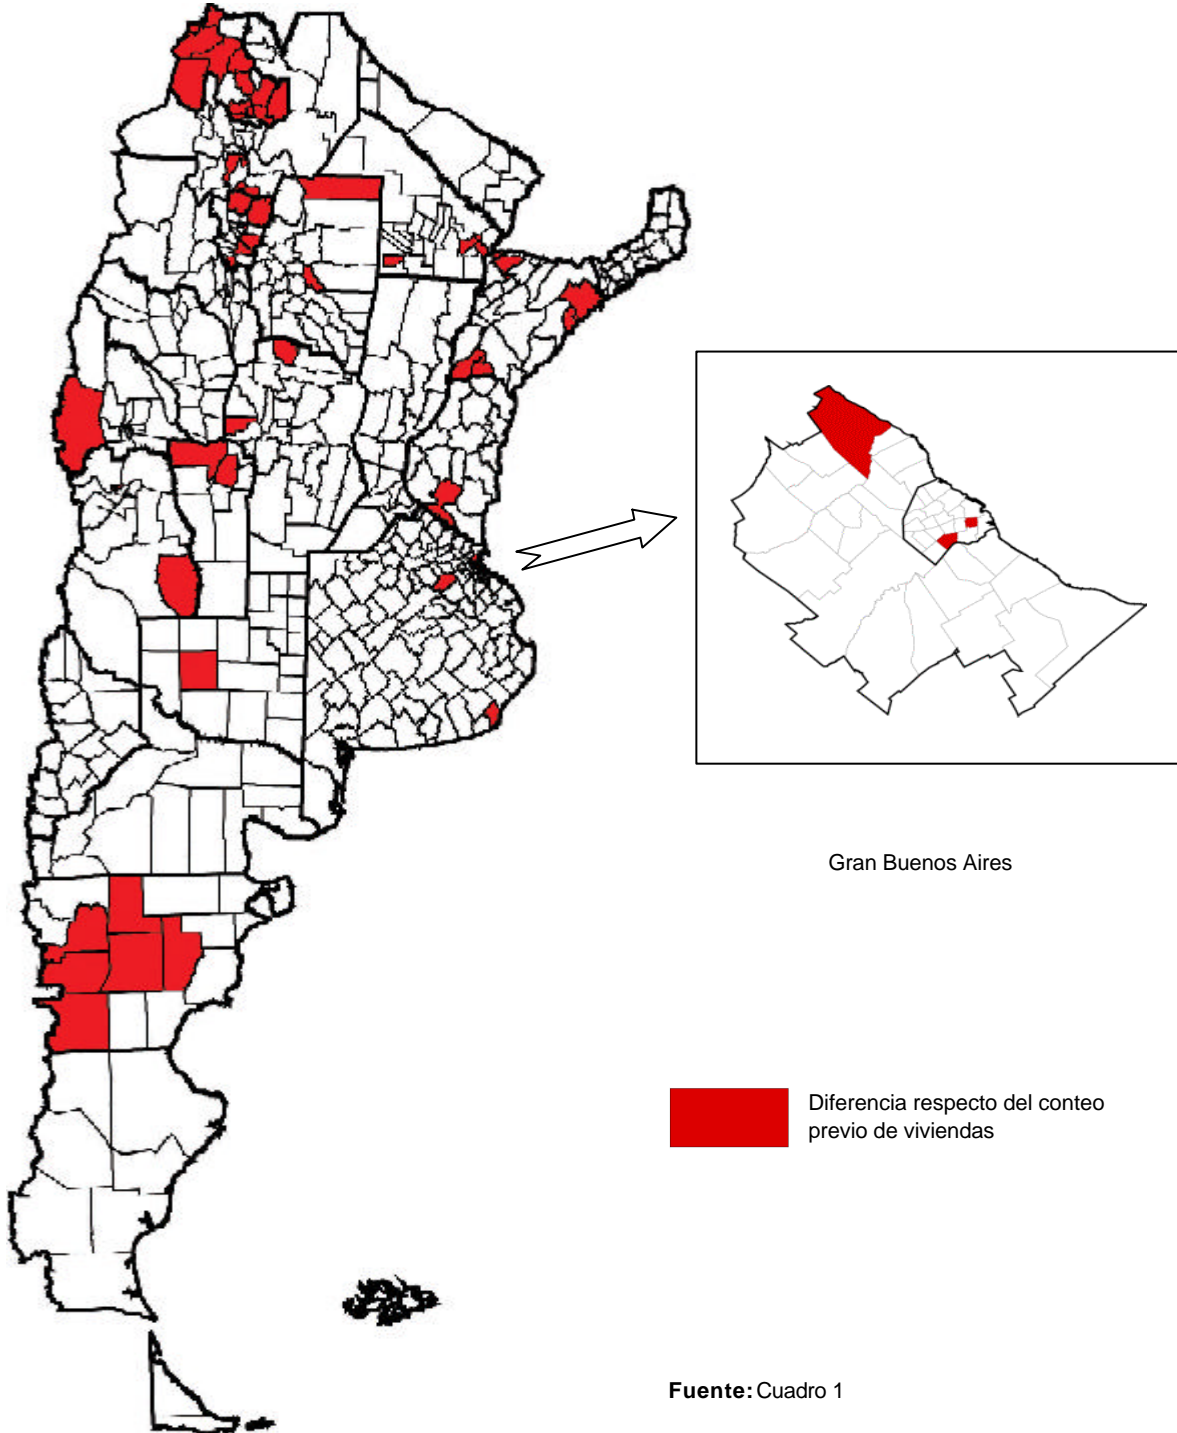 Gran Buenos Aires
Diferencia respecto del conteo
previo de viviendas
Fuente: Cuadro 1